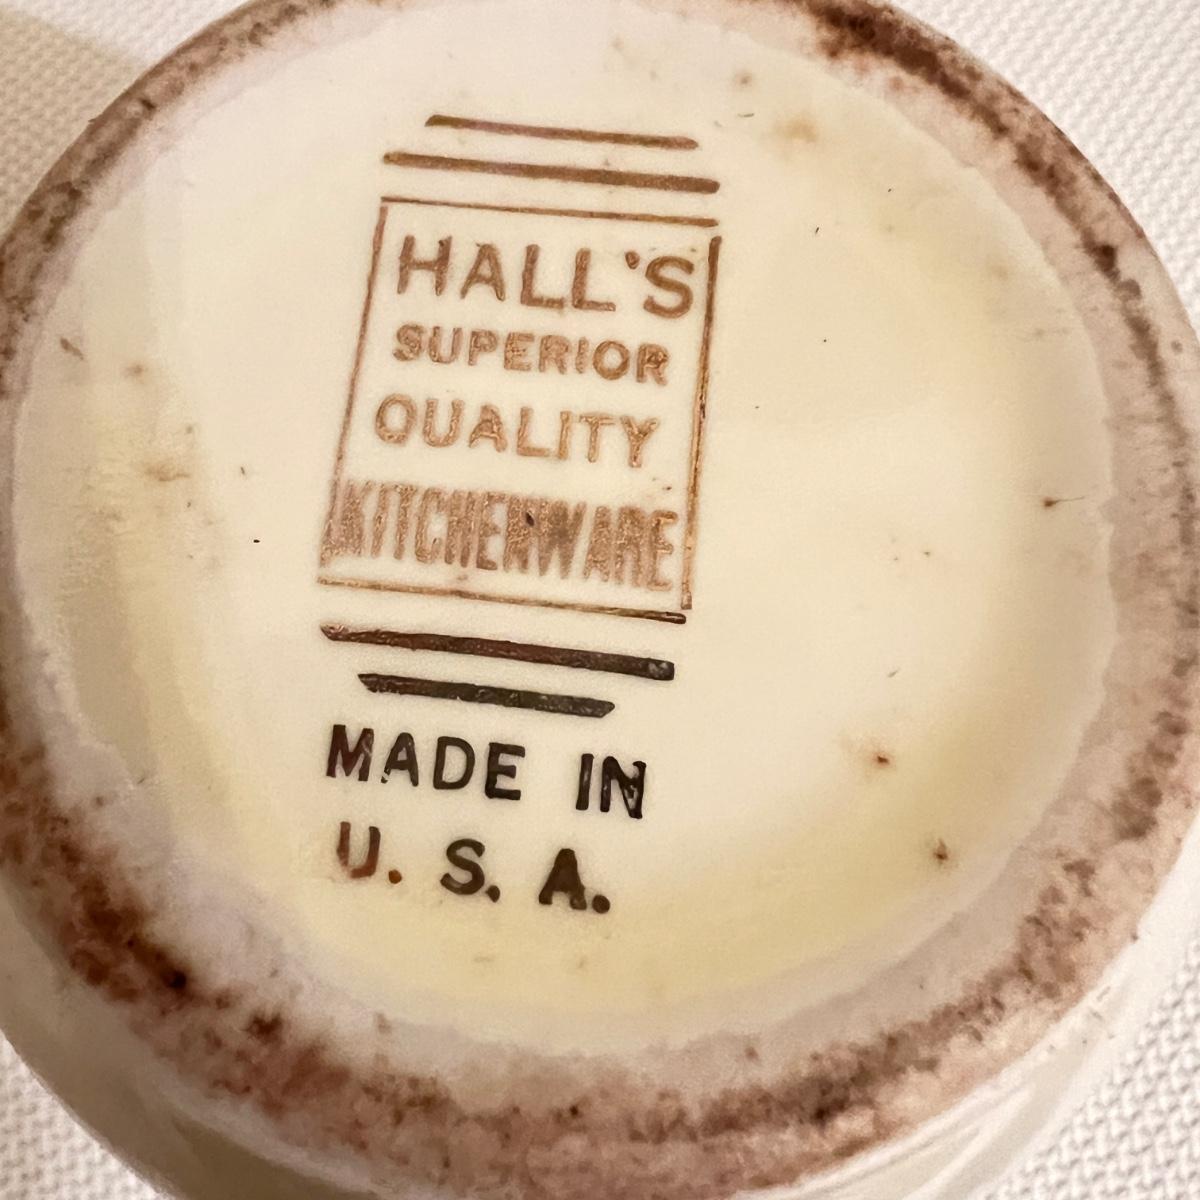 HALL'S
SUPERIOR
QUALITY
KITCHENWARE
MADE IN
U. S. A.